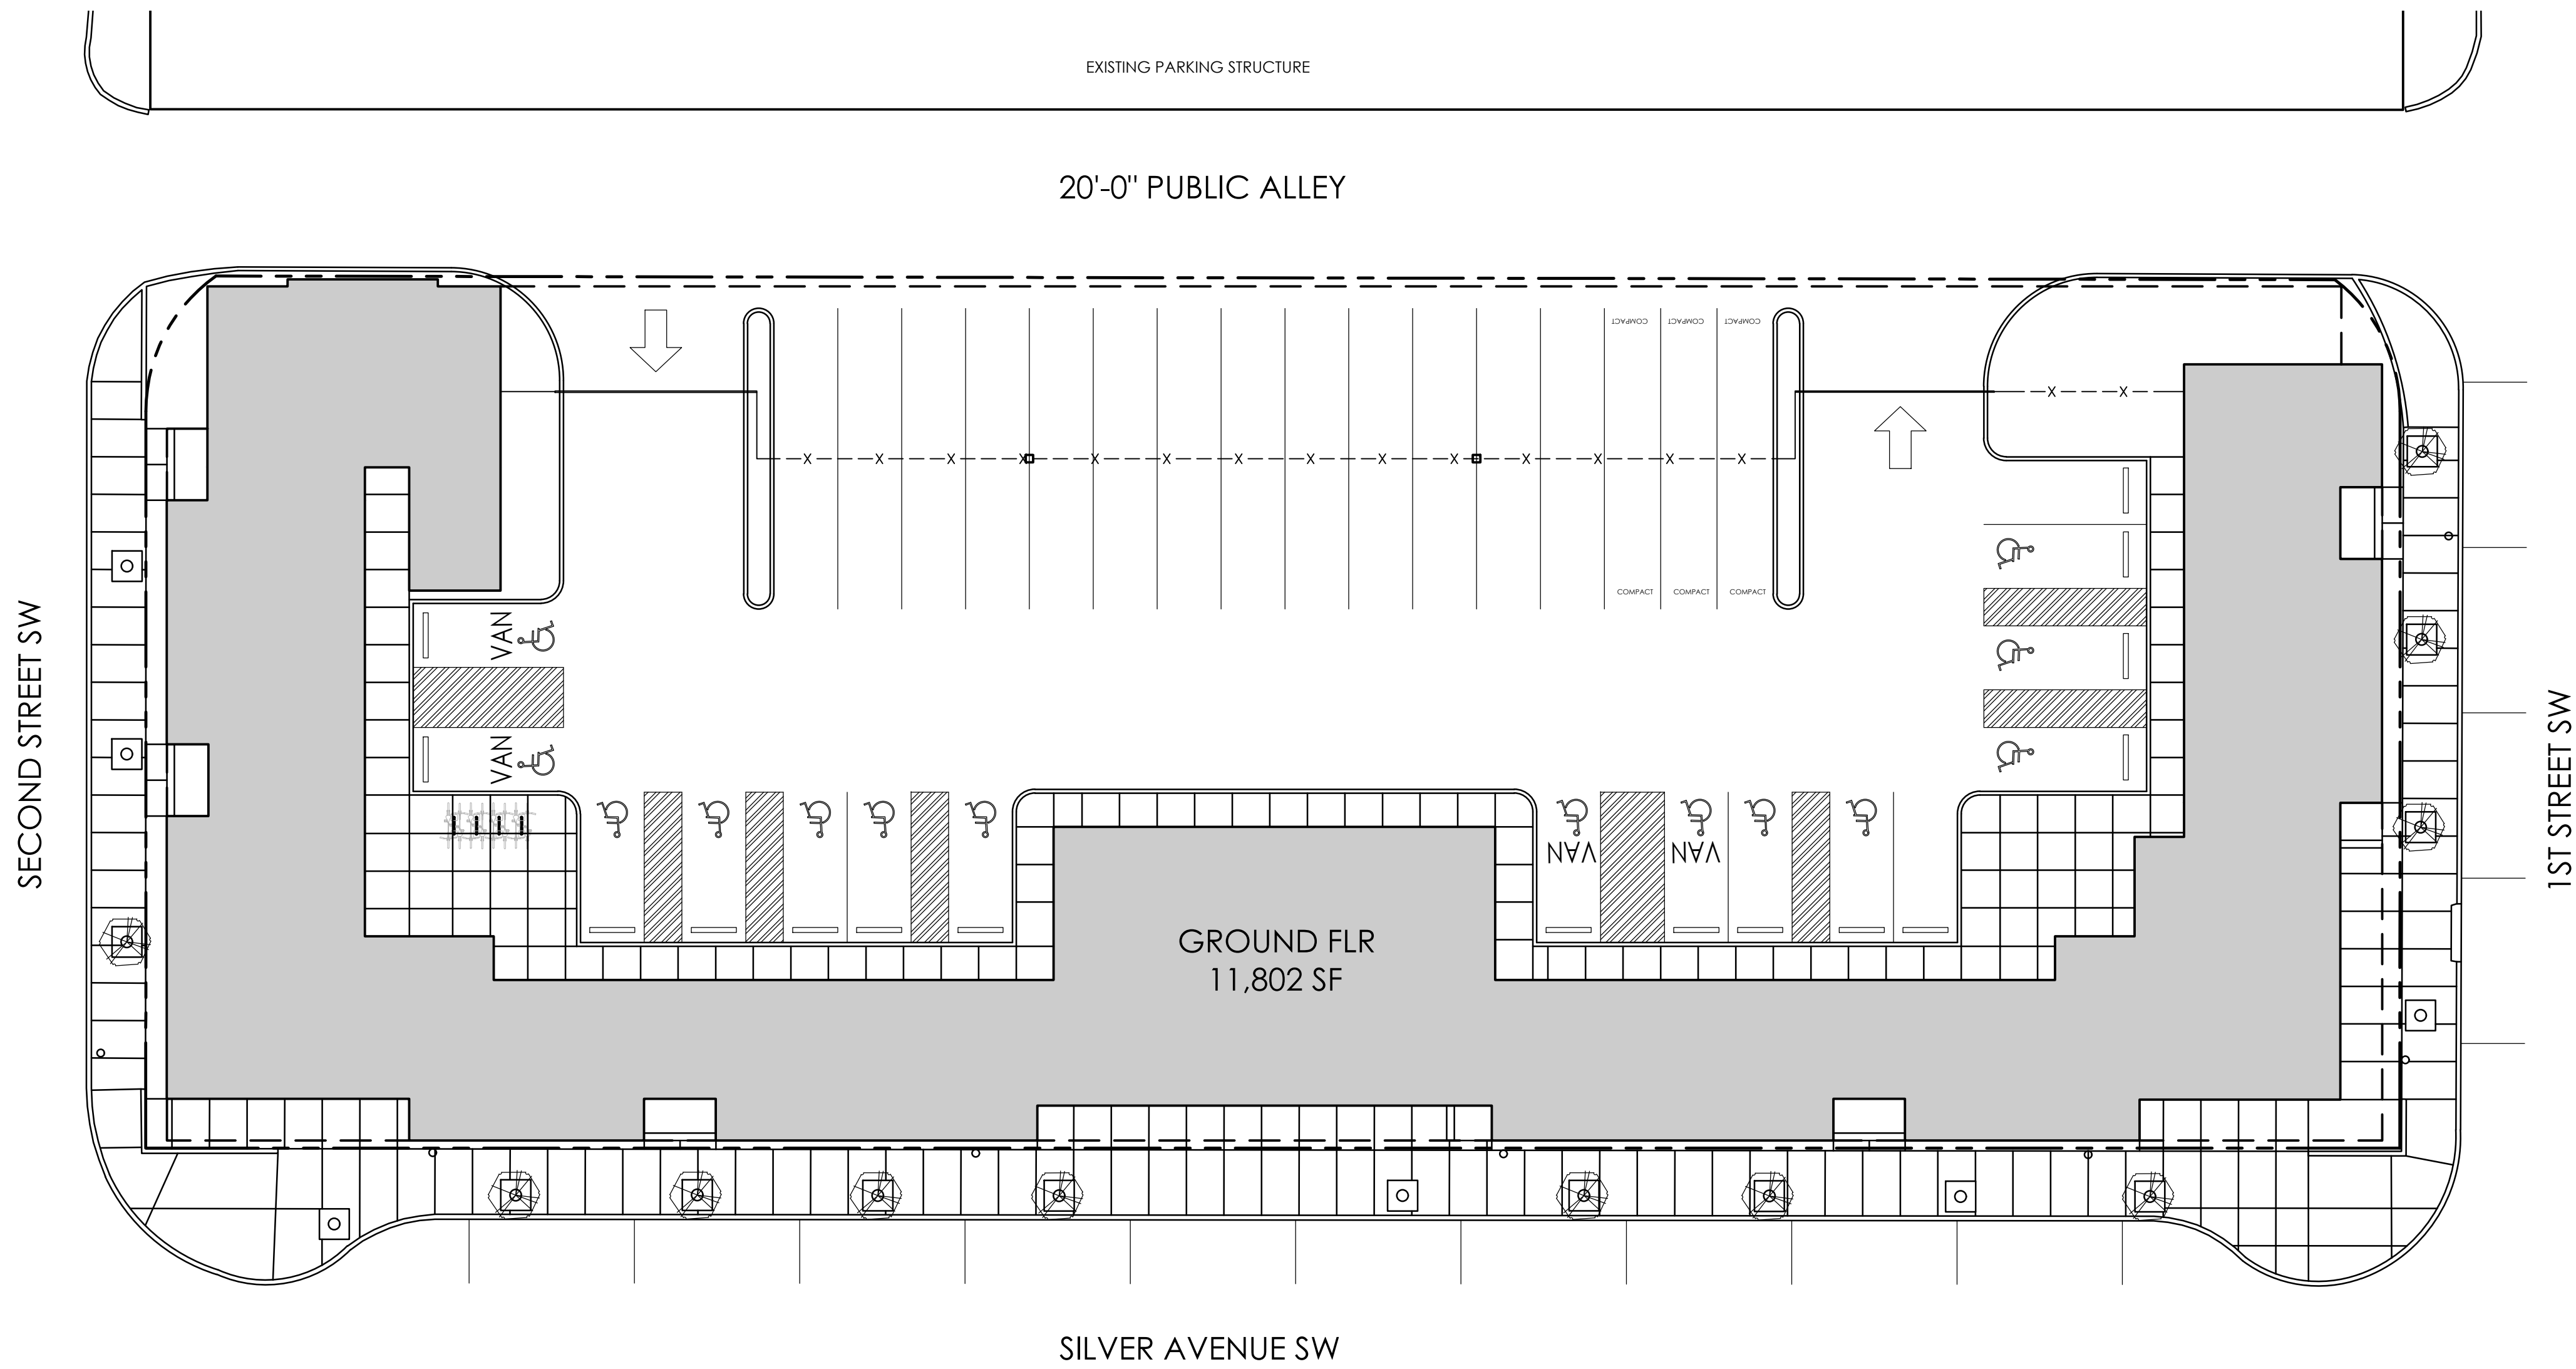 EXISTING PARKING STRUCTURE
20'-0" PUBLIC ALLEY
COMPACT COMPACT COMPACT
X X
X X X X X X X X X X X X X X
COMPACT COMPACT COMPACT
VAN
VAN
VAN VAN
SECOND STREET SW
1ST STREET SW
GROUND FLR
11,802 SF
SILVER AVENUE SW